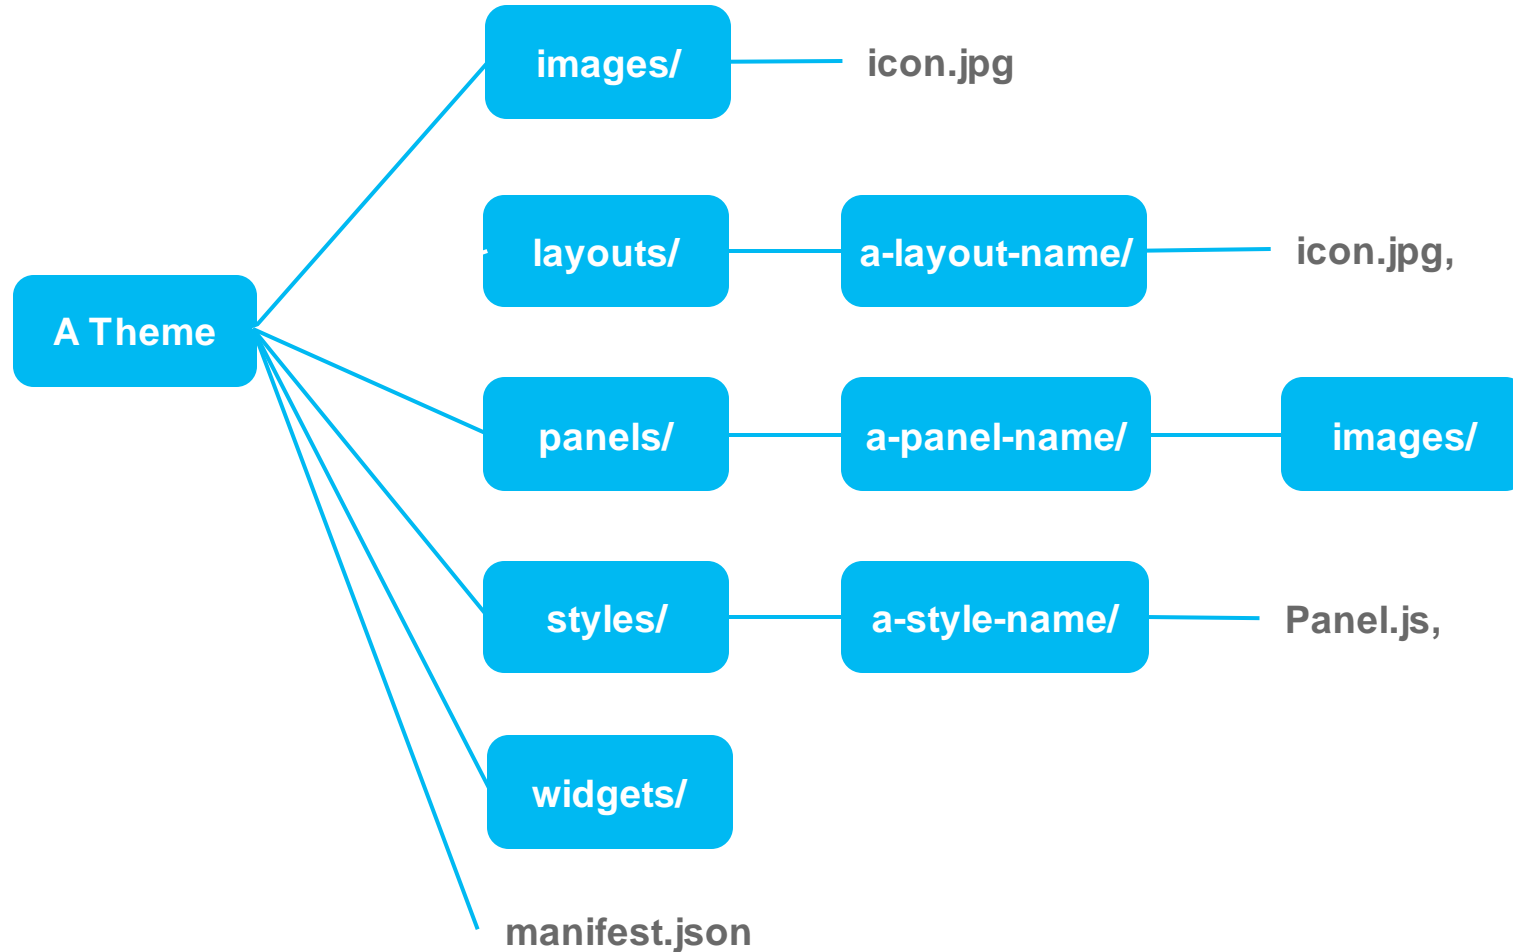 images/
icon.jpg
layouts/
a-layout-name/
icon.jpg,
A Theme
panels/
a-panel-name/
images/
styles/
a-style-name/
Panel.js,
widgets/
manifest.json